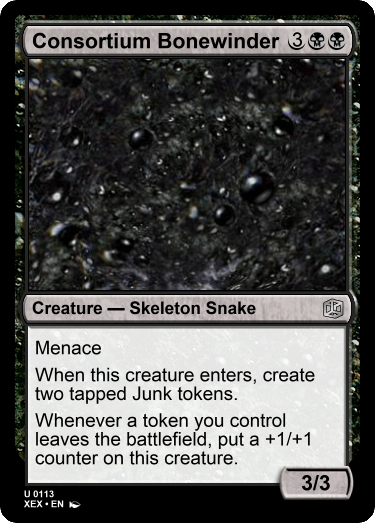 Consortium Bonewinder 3
Creature — Skeleton Snake
Menace
When this creature enters, create
two tapped Junk tokens.
Whenever a token you control
leaves the battlefield, put a +1/+1
counter on this creature.
3/3
U 0113
XEX • EN